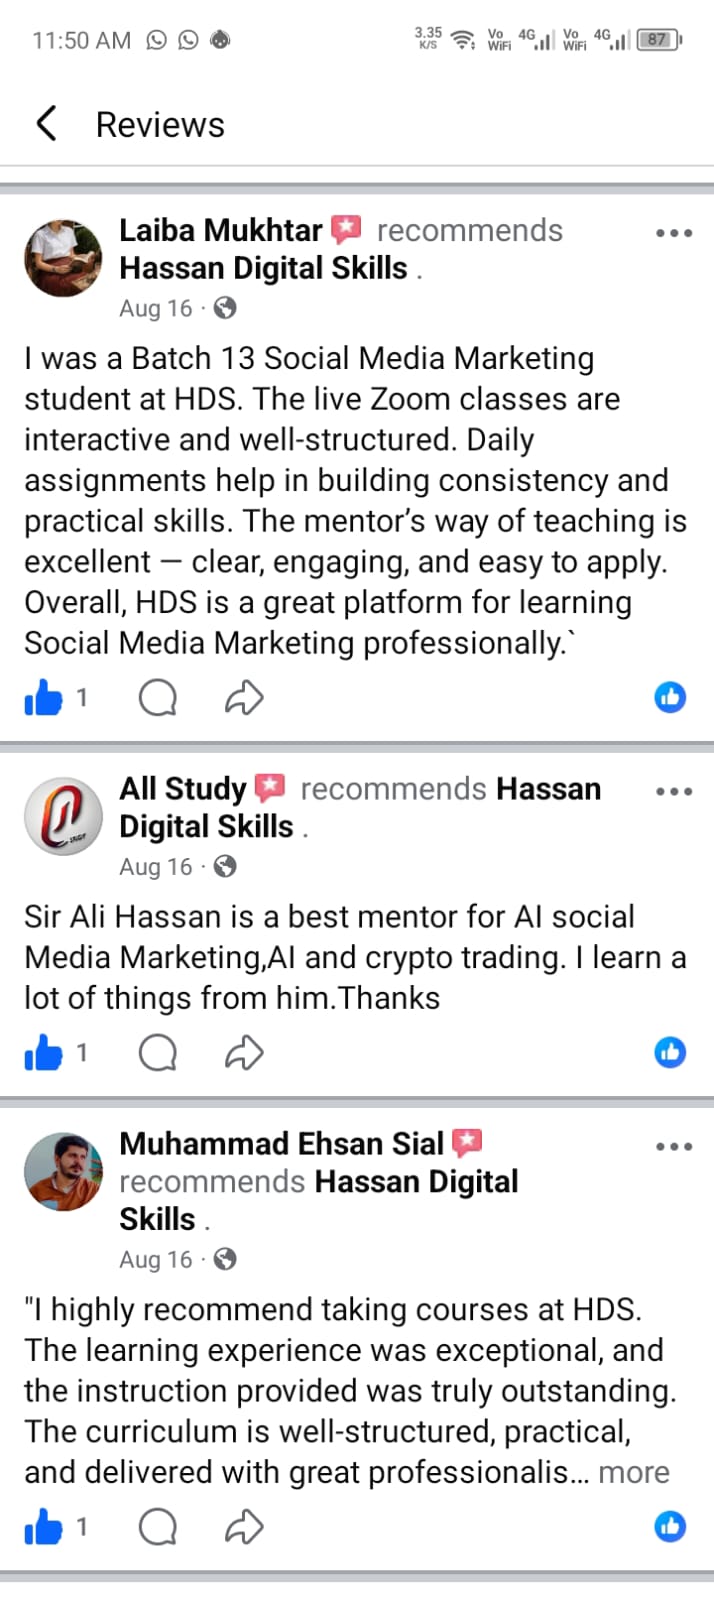 11:50 AM
3.35 K/S Vo WiFi 4G Vo WiFi 4G 87
Reviews
Laiba Mukhtar recommends
Hassan Digital Skills .
Aug 16 ·
I was a Batch 13 Social Media Marketing
student at HDS. The live Zoom classes are
interactive and well-structured. Daily
assignments help in building consistency and
practical skills. The mentor’s way of teaching is
excellent — clear, engaging, and easy to apply.
Overall, HDS is a great platform for learning
Social Media Marketing professionally.`
1
All Study recommends Hassan
Digital Skills .
Aug 16 ·
Sir Ali Hassan is a best mentor for AI social
Media Marketing,AI and crypto trading. I learn a
lot of things from him.Thanks
1
Muhammad Ehsan Sial
recommends Hassan Digital
Skills .
Aug 16 ·
"I highly recommend taking courses at HDS.
The learning experience was exceptional, and
the instruction provided was truly outstanding.
The curriculum is well-structured, practical,
and delivered with great professionalis... more
1